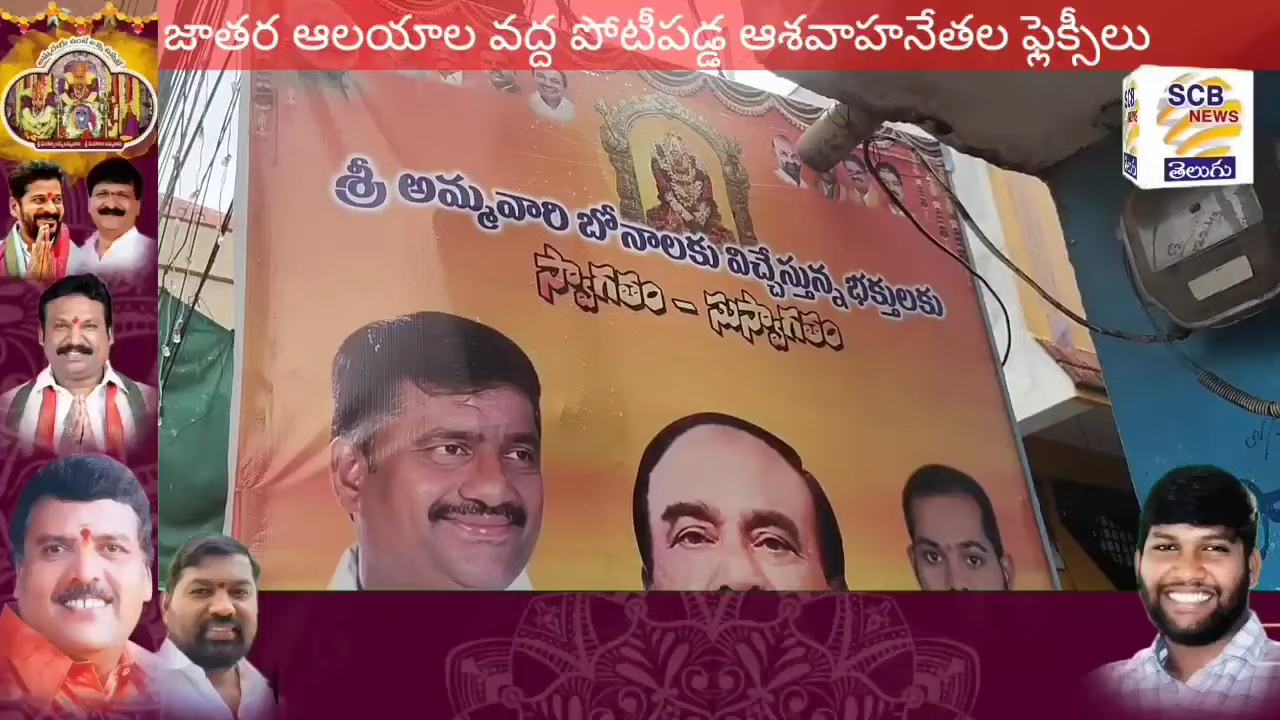 జాతర ఆలయాల వద్ద పోటీపడ్డ ఆశవాహనేతల ఫ్లెక్సీలు
SCB
NEWS
తెలుగు
శ్రీ అమ్మవారి బోనాలకు విచ్చేస్తున్న భక్తులకు
స్వాగతం - సుస్వాగతం